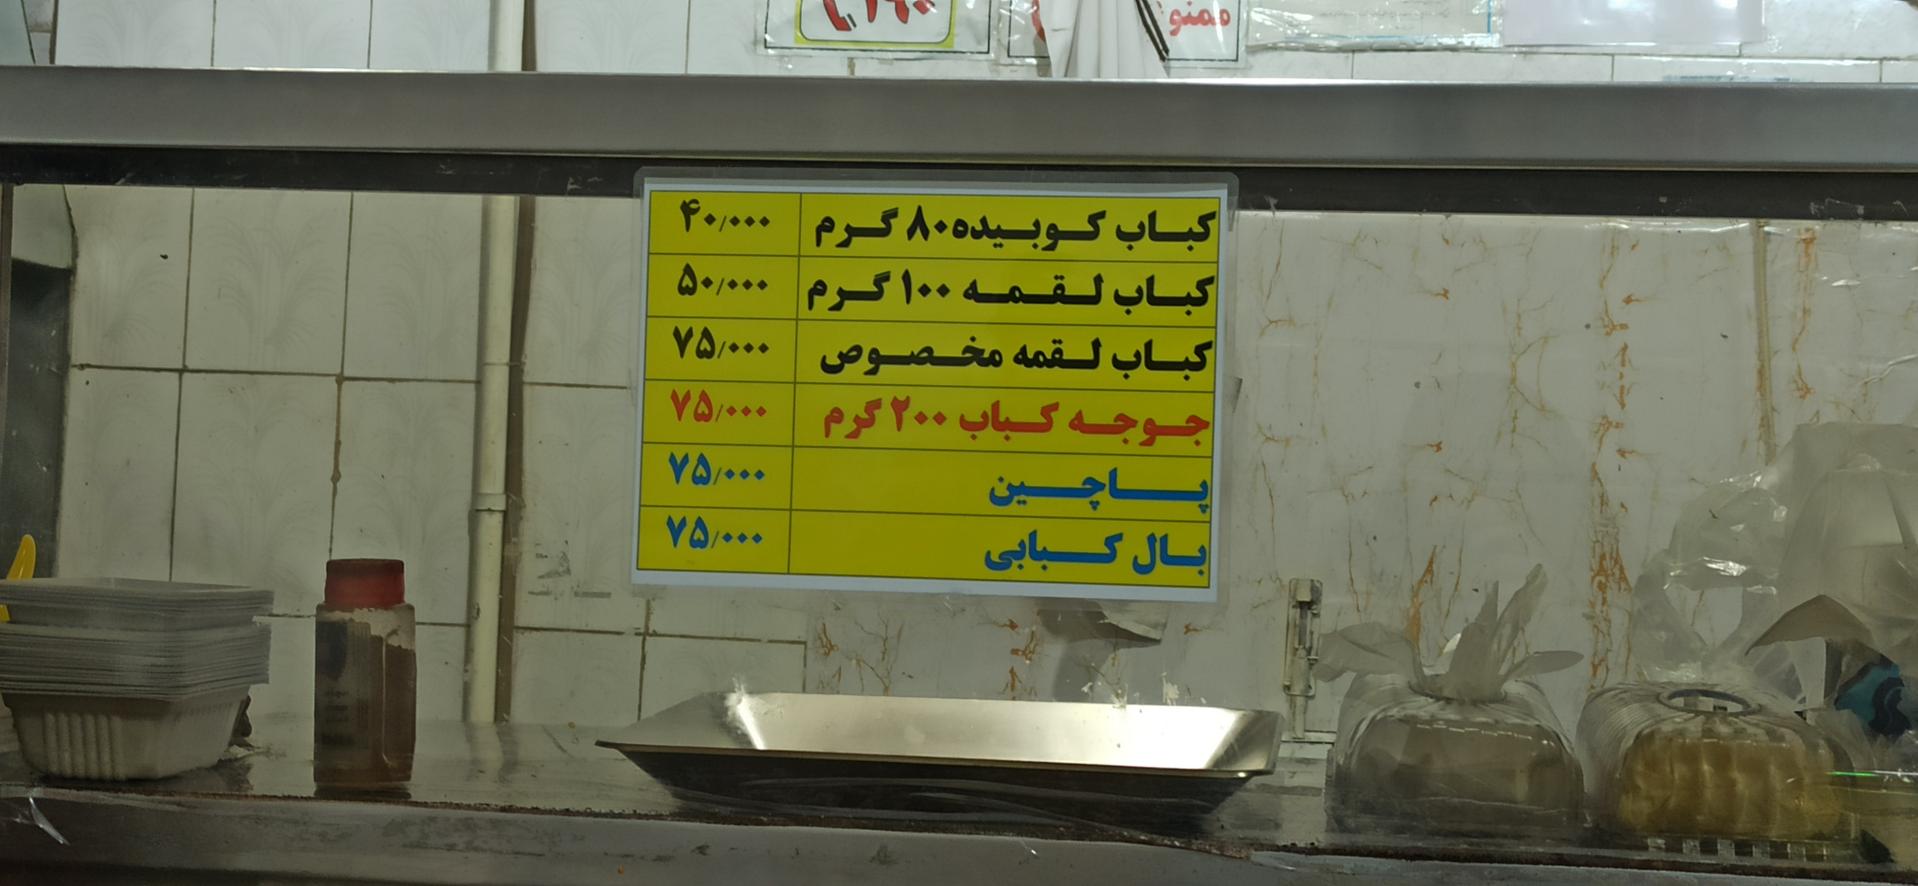 ممنو
کباب کوبیده ۸۰ گرم ۴۰/۰۰۰
کباب لقمه ۱۰۰ گرم ۵۰/۰۰۰
کباب لقمه مخصوص ۷۵/۰۰۰
جوجه کباب ۲۰۰ گرم ۷۵/۰۰۰
پاچین ۷۵/۰۰۰
بال کبابی ۷۵/۰۰۰